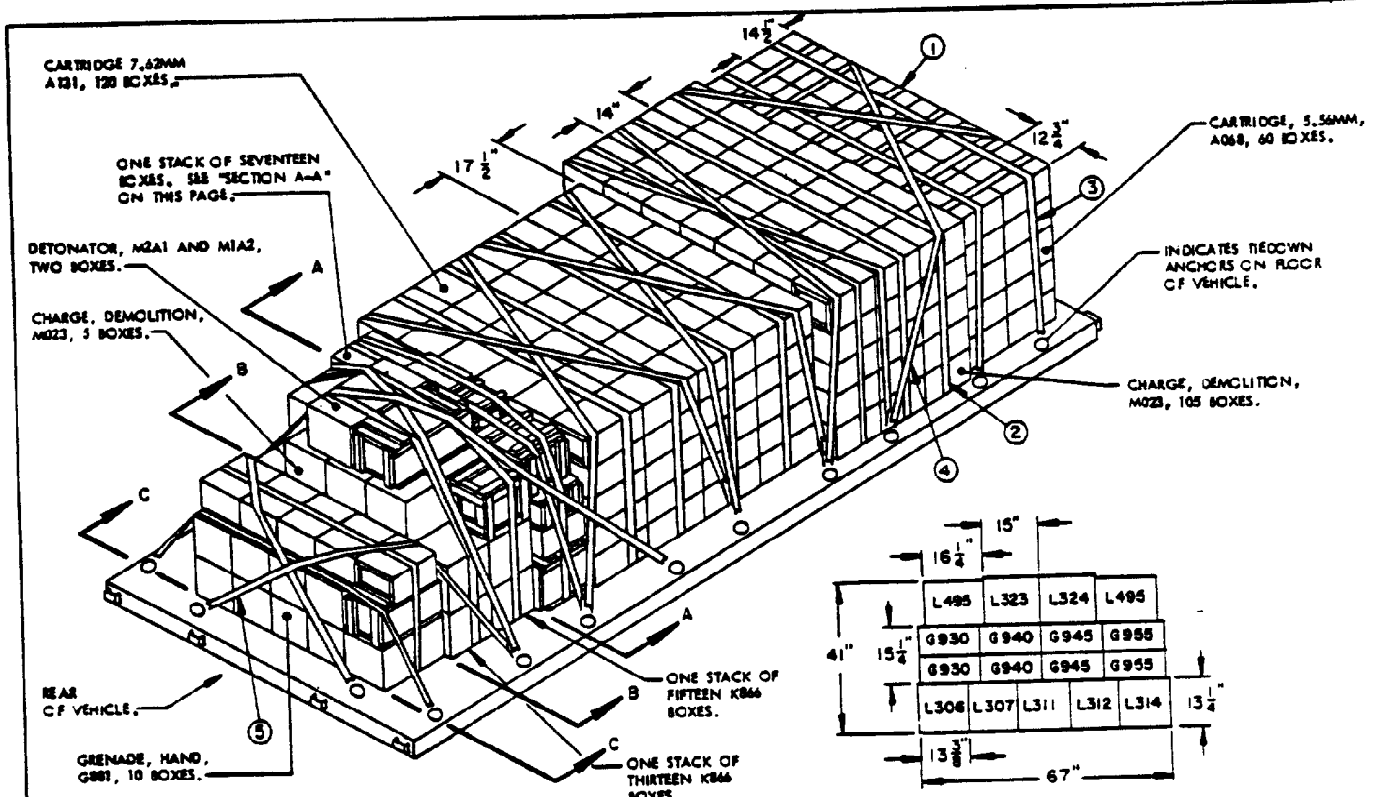 CARTRIDGE 7.62MM
A131, 120 BOXES.
ONE STACK OF SEVENTEEN
BOXES. SEE "SECTION A-A"
ON THIS PAGE.
DETONATOR, M2A1 AND M1A2,
TWO BOXES.
CHARGE, DEMOLITION,
M023, 5 BOXES.
A
B
C
17 1/2"
14"
14 1/2"
1
12 3/4"
CARTRIDGE, 5.56MM,
A068, 60 BOXES.
3
INDICATES TIEDOWN
ANCHORS ON FLOOR
OF VEHICLE.
CHARGE, DEMOLITION,
M023, 105 BOXES.
2
4
A
B
C
ONE STACK OF
FIFTEEN K866
BOXES.
ONE STACK OF
THIRTEEN K866
BOXES
REAR
OF VEHICLE.
5
GRENADE, HAND,
G881, 10 BOXES.
15"
16 1/4"
L495 L323 L324 L495
G930 G940 G945 G955
G930 G940 G945 G955
L306 L307 L311 L312 L314
41"
15 1/4"
13 1/4"
13 3/8"
67"